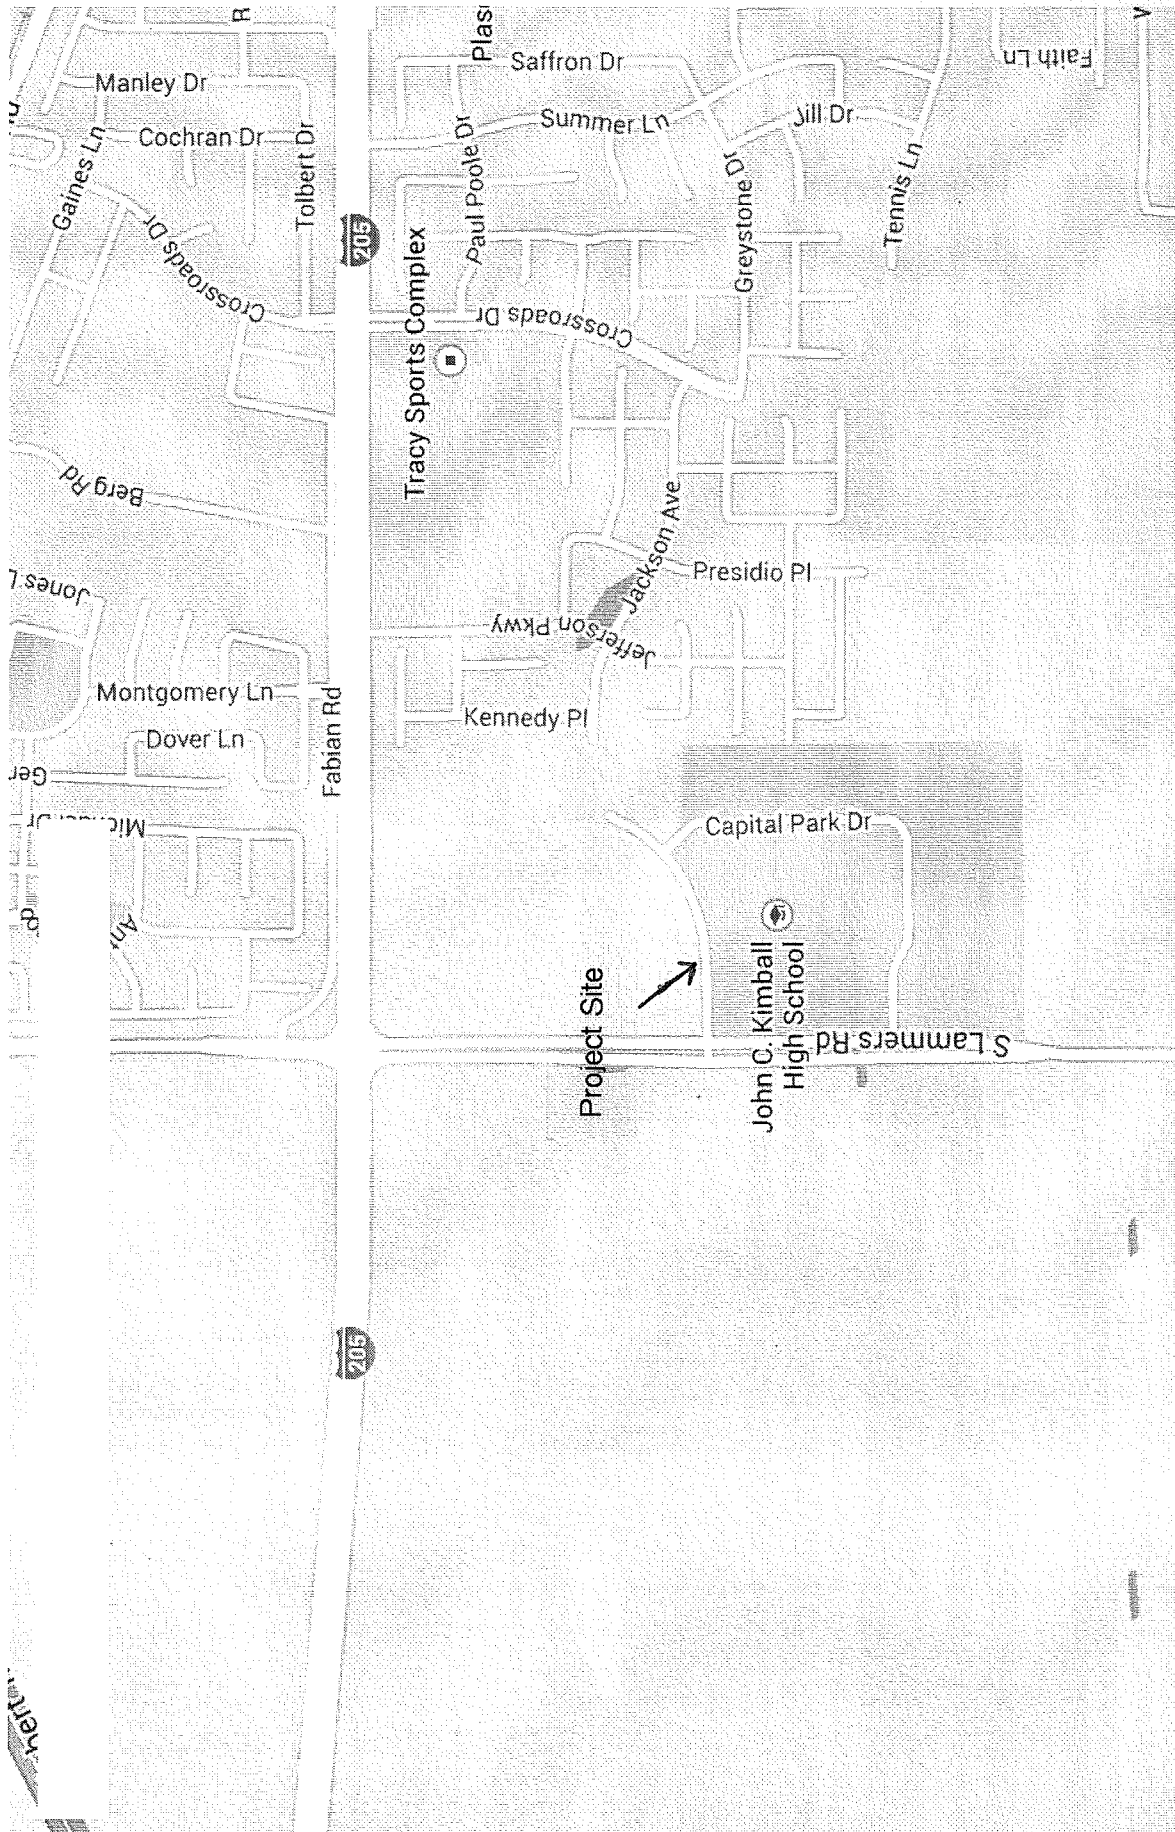 R
Plas
Saffron Dr
Faith Ln
Manley Dr
Summer Ln
Jill Dr
Cochran Dr
Gaines Ln
Tolbert Dr
Paul Poole Dr
Greystone Dr
Tennis Ln
205
Crossroads Dr
Tracy Sports Complex
Crossroads Dr
Berg Rd
Jackson Ave
Presidio Pl
Jones L
Jefferson Pkwy
Montgomery Ln
Fabian Rd
Kennedy Pl
Dover Ln
Ger
Capital Park Dr
Ant
Project Site
John C. Kimball
High School
S Lammers Rd
205